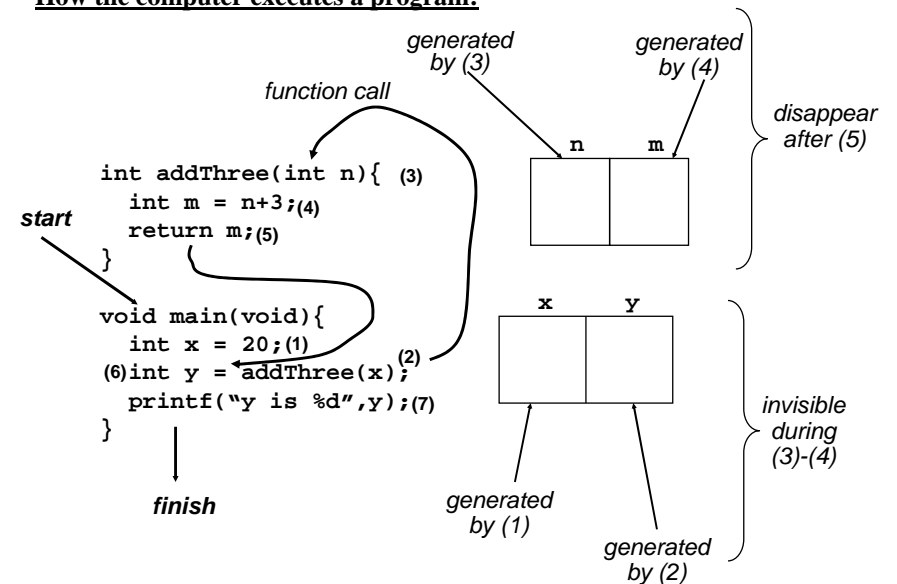 How the computer executes a program?
generated
by (3)
generated
by (4)
function call
disappear
after (5)
n m
int addThree(int n){ (3)
int m = n+3;(4)
return m;(5)
}
start
void main(void){
int x = 20;(1)
(6)int y = addThree(x);(2)
printf(“y is %d”,y);(7)
}
finish
x y
invisible
during
(3)-(4)
generated
by (1)
generated
by (2)